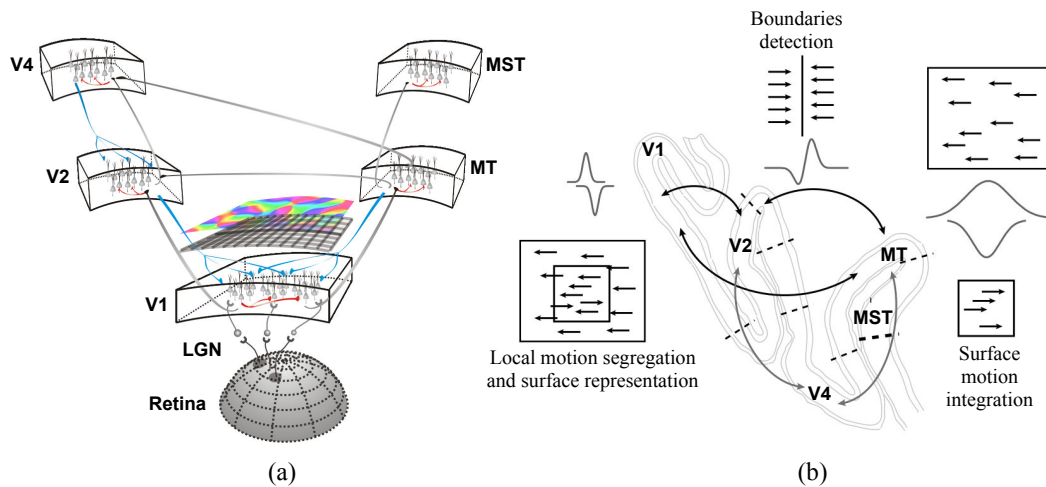 V4
MST
V2
MT
V1
LGN
Retina
(a)
Boundaries
detection
V1
V2
MT
MST
V4
Local motion segregation
and surface representation
Surface
motion
integration
(b)